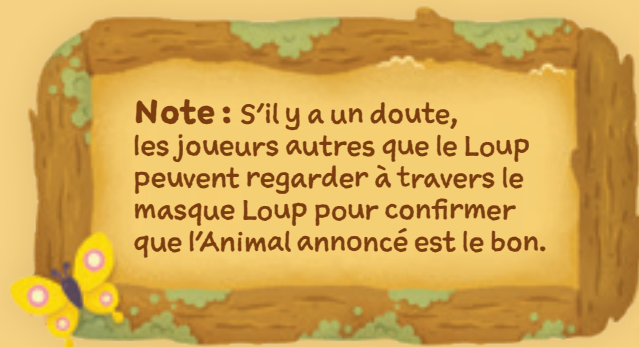 Note : S'il y a un doute,
les joueurs autres que le Loup
peuvent regarder à travers le
masque Loup pour confirmer
que l'Animal annoncé est le bon.